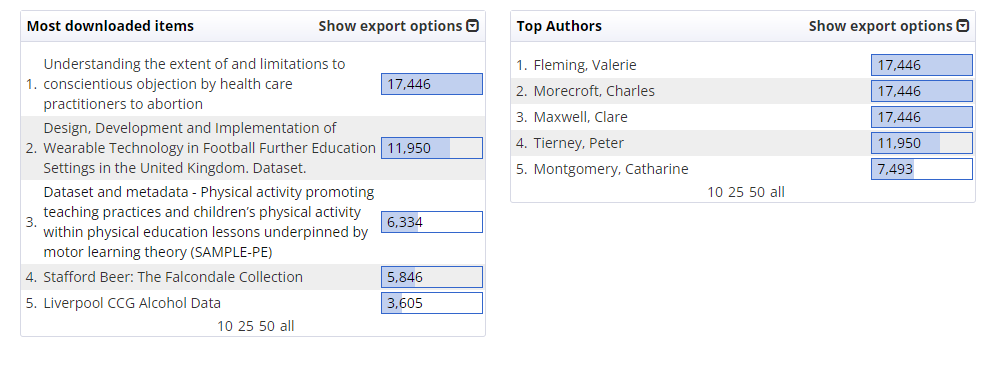 Most downloaded items
Show export options
1. Understanding the extent of and limitations to
conscientious objection by health care
practitioners to abortion
17,446
2. Design, Development and Implementation of
Wearable Technology in Football Further Education
Settings in the United Kingdom. Dataset.
11,950
3. Dataset and metadata - Physical activity promoting
teaching practices and children’s physical activity
within physical education lessons underpinned by
motor learning theory (SAMPLE-PE)
6,334
4. Stafford Beer: The Falcondale Collection 5,846
5. Liverpool CCG Alcohol Data 3,605
10 25 50 all
Top Authors
Show export options
1. Fleming, Valerie 17,446
2. Morecroft, Charles 17,446
3. Maxwell, Clare 17,446
4. Tierney, Peter 11,950
5. Montgomery, Catharine 7,493
10 25 50 all